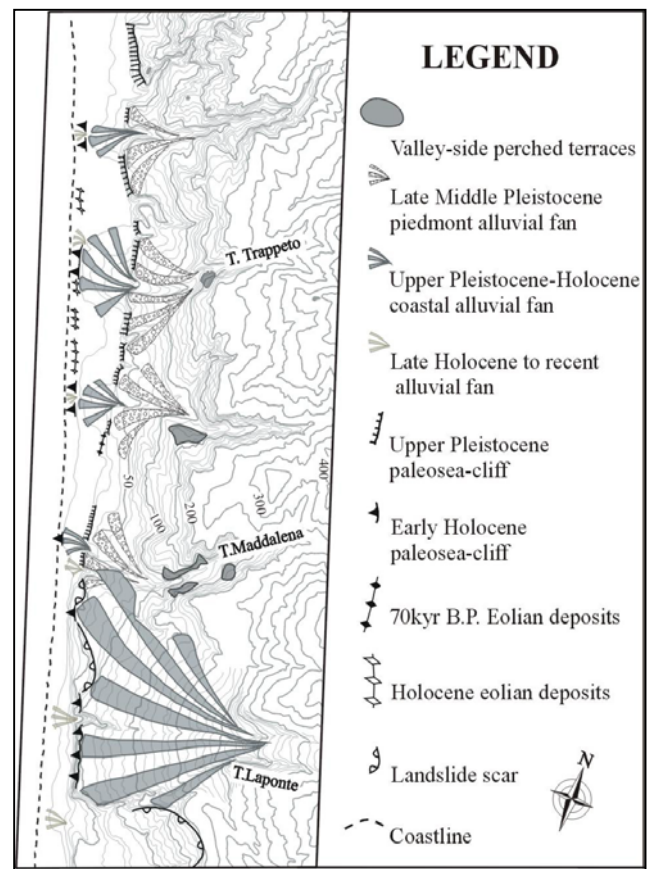 LEGEND
Valley-side perched terraces
Late Middle Pleistocene
piedmont alluvial fan
Upper Pleistocene-Holocene
coastal alluvial fan
Late Holocene to recent
alluvial fan
Upper Pleistocene
paleosea-cliff
Early Holocene
paleosea-cliff
70kyr B.P. Eolian deposits
Holocene eolian deposits
Landslide scar
Coastline
N
T. Trappeto
50
100
200
300
400
T.Maddalena
T.Laponte